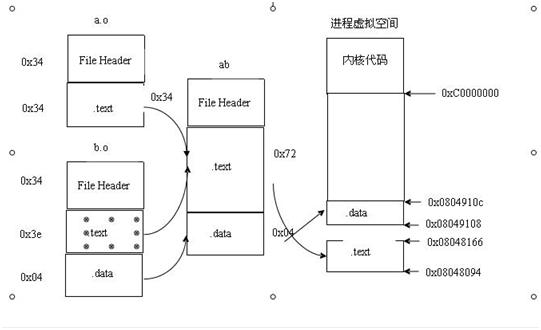 a.o
0x34
File Header
0x34
.text
b.o
0x34
File Header
0x3e
.text
0x04
.data
0x34
ab
File Header
.text
0x72
.data
0x04
进程虚拟空间
内核代码
0xC0000000
0x0804910c
.data
0x08049108
0x08048166
.text
0x08048094